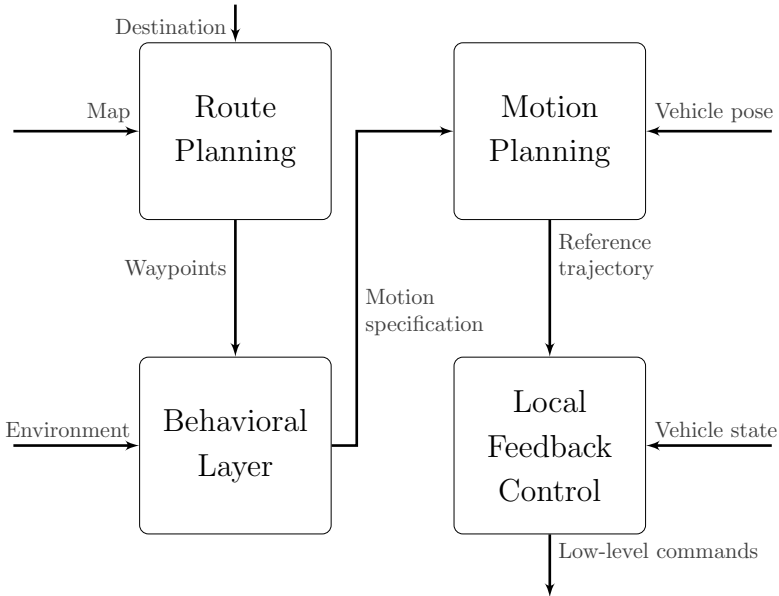 Destination
Map
Route
Planning
Motion
Planning
Vehicle pose
Waypoints
Reference
trajectory
Motion
specification
Environment
Behavioral
Layer
Local
Feedback
Control
Vehicle state
Low-level commands